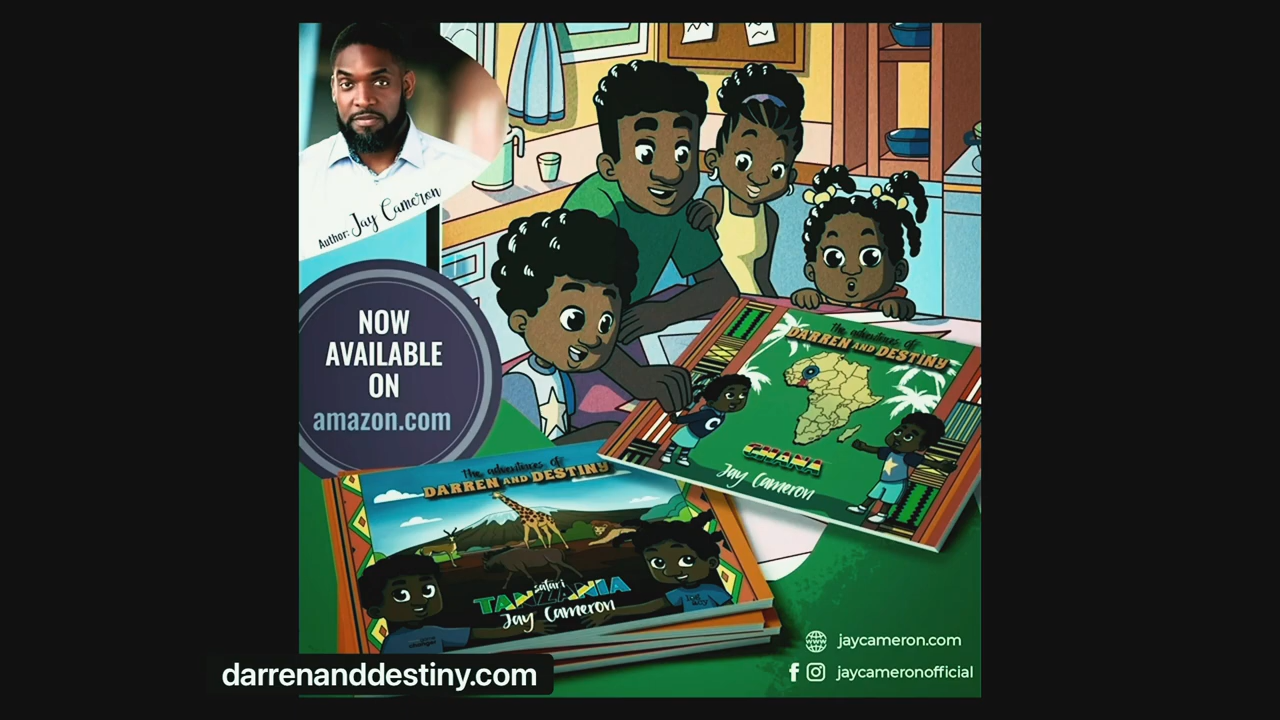 Author: Jay Cameron
NOW
AVAILABLE
ON
amazon.com
The adventures of
DARREN AND DESTINY
GHANA
Jay Cameron
The adventures of
DARREN AND DESTINY
safari
TANZANIA
Jay Cameron
jaycameron.com
jaycameronofficial
darrenanddestiny.com